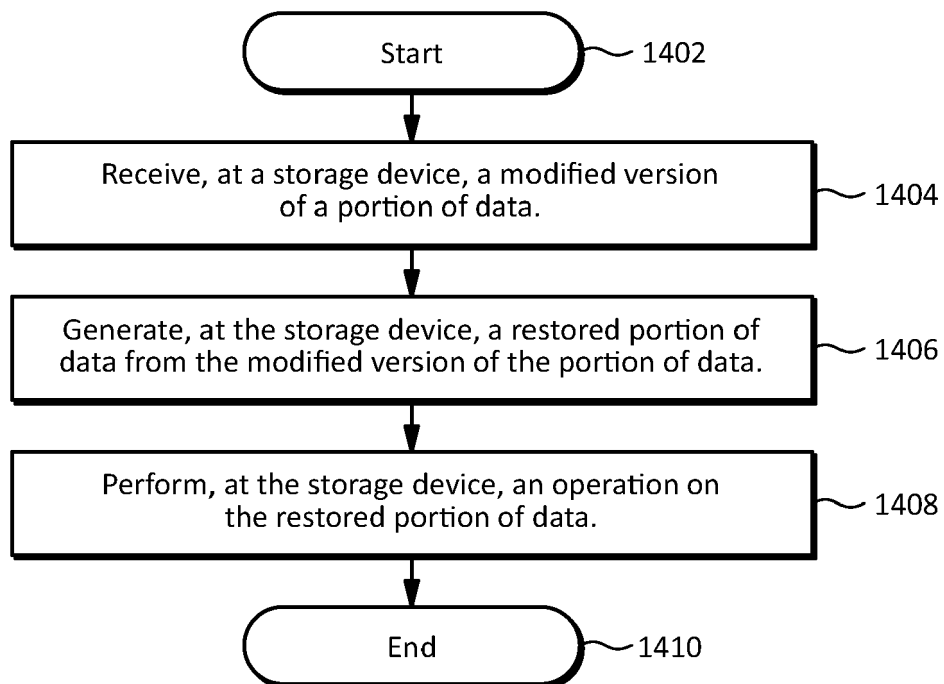 Start
1402
Receive, at a storage device, a modified version
of a portion of data.
1404
Generate, at the storage device, a restored portion of
data from the modified version of the portion of data.
1406
Perform, at the storage device, an operation on
the restored portion of data.
1408
End
1410